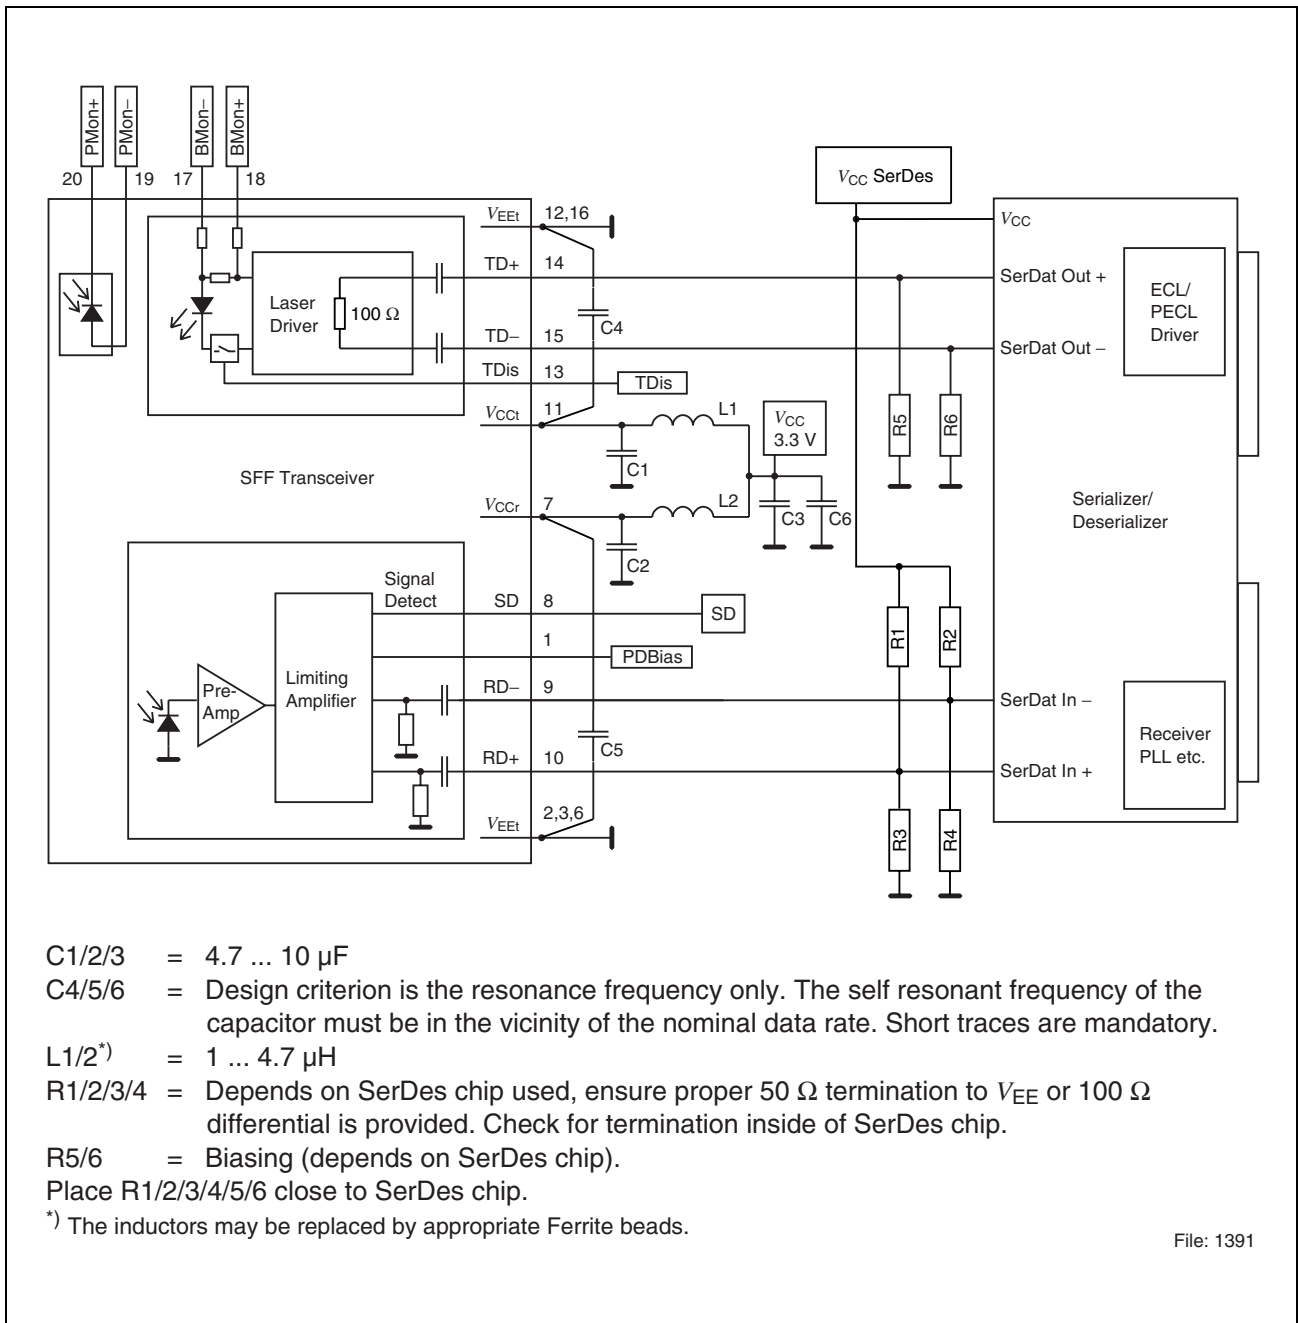 PMon+
PMon−
BMon−
BMon+
20
19
17
18
VEEt
12,16
VCC SerDes
VCC
TD+
14
SerDat Out +
Laser
Driver
100 Ω
C4
ECL/
PECL
Driver
TD−
15
SerDat Out −
TDis
13
TDis
VCCt
11
L1
VCC
3.3 V
R5
R6
C1
SFF Transceiver
VCCr
7
L2
C3
C6
Serializer/
Deserializer
C2
Signal
Detect
SD
8
SD
1
PDBias
R1
R2
Pre-
Amp
Limiting
Amplifier
RD−
9
SerDat In −
C5
Receiver
PLL etc.
RD+
10
SerDat In +
VEEt
2,3,6
R3
R4
C1/2/3 = 4.7 ... 10 µF
C4/5/6 = Design criterion is the resonance frequency only. The self resonant frequency of the
capacitor must be in the vicinity of the nominal data rate. Short traces are mandatory.
L1/2*) = 1 ... 4.7 µH
R1/2/3/4 = Depends on SerDes chip used, ensure proper 50 Ω termination to VEE or 100 Ω
differential is provided. Check for termination inside of SerDes chip.
R5/6 = Biasing (depends on SerDes chip).
Place R1/2/3/4/5/6 close to SerDes chip.
*) The inductors may be replaced by appropriate Ferrite beads.
File: 1391